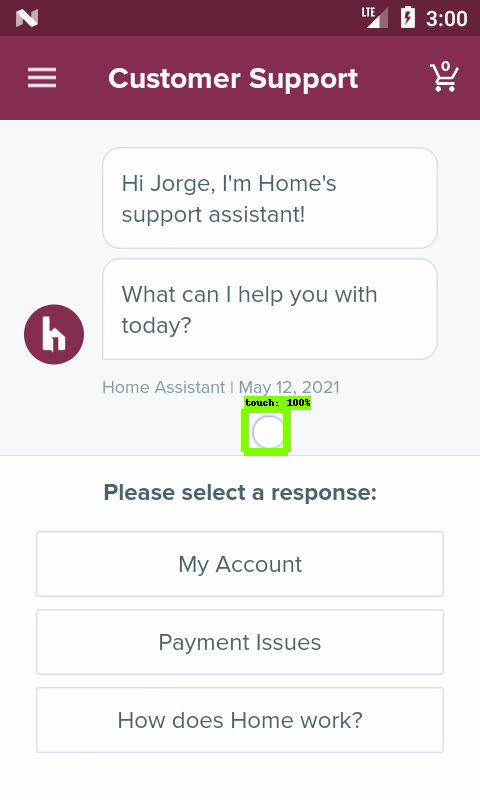 LTE
3:00
Customer Support
0
Hi Jorge, I'm Home's
support assistant!
What can I help you with
today?
h
Home Assistant | May 12, 2021
touch: 100%
Please select a response:
My Account
Payment Issues
How does Home work?